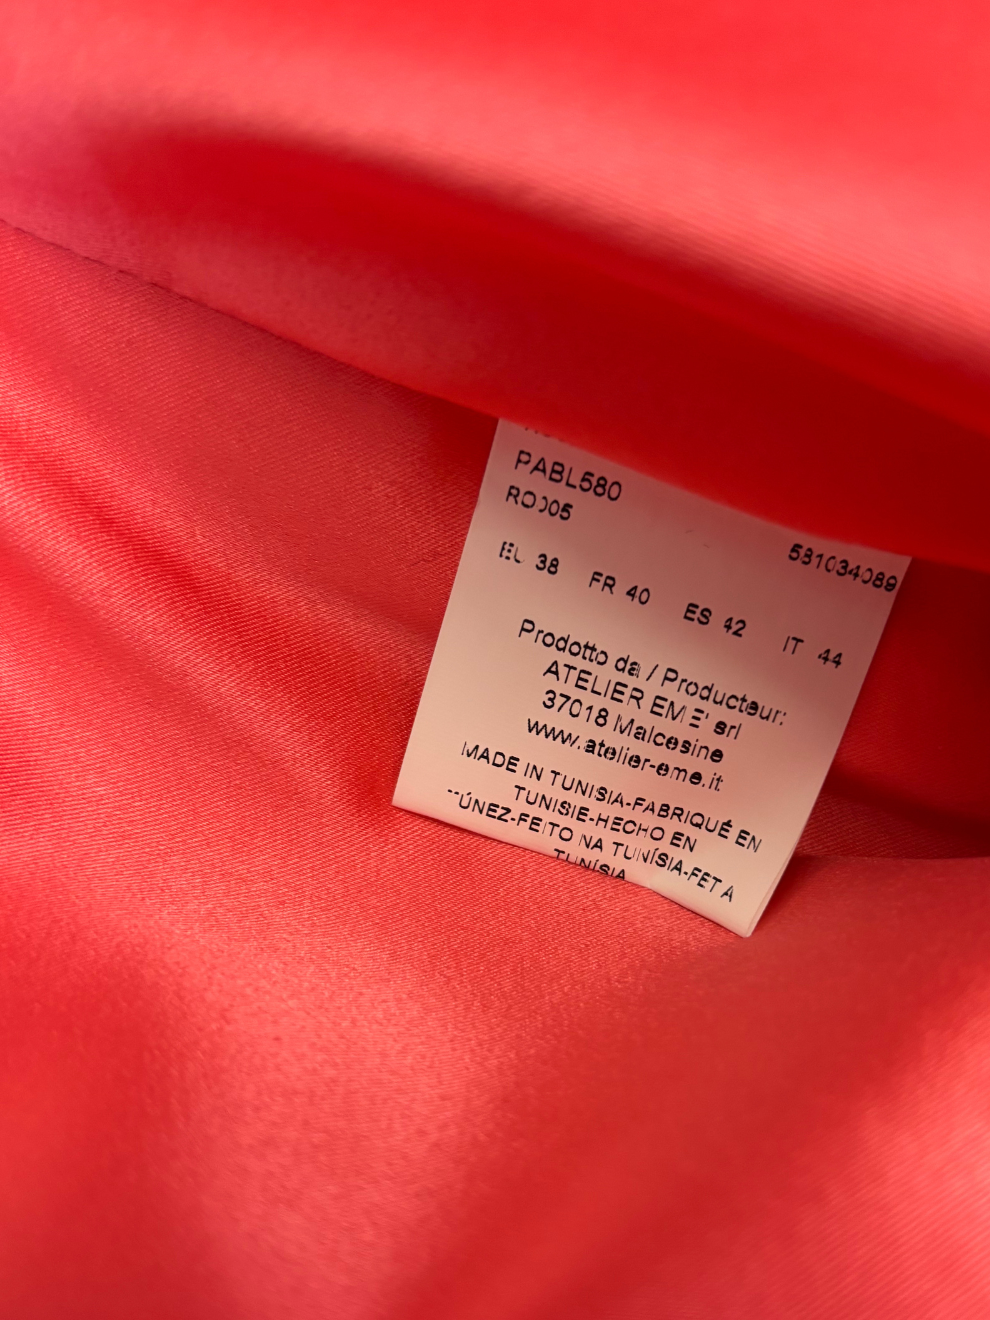 PABL580
RO005
581034089
EU 38 FR 40 ES 42 IT 44
Prodotto da / Producteur:
ATELIER EME' srl
37018 Malcesine
www.atelier-eme.it
MADE IN TUNISIA-FABRIQUÉ EN
TUNISIE-HECHO EN
TÚNEZ-FEITO NA TUNÍSIA-FET A
TUNÍSIA